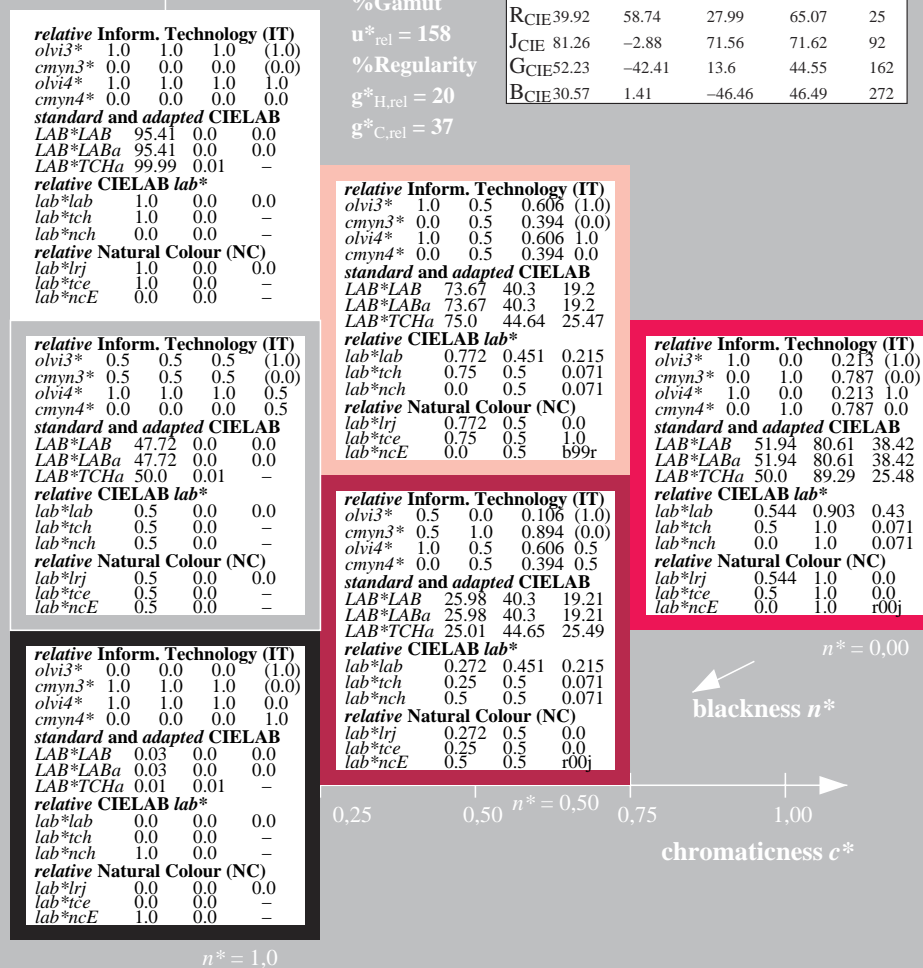 %Gamut
u*rel = 158
%Regularity
g*H,rel = 20
g*C,rel = 37
RCIE 39.92 58.74 27.99 65.07 25
JCIE 81.26 –2.88 71.56 71.62 92
GCIE 52.23 –42.41 13.6 44.55 162
BCIE 30.57 1.41 –46.46 46.49 272
relative Inform. Technology (IT)
olvi3* 1.0 1.0 1.0 (1.0)
cmyn3* 0.0 0.0 0.0 (0.0)
olvi4* 1.0 1.0 1.0 1.0
cmyn4* 0.0 0.0 0.0 0.0
standard and adapted CIELAB
LAB*LAB 95.41 0.0 0.0
LAB*LABa 95.41 0.0 0.0
LAB*TCHa 99.99 0.01 –
relative CIELAB lab*
lab*lab 1.0 0.0 0.0
lab*tch 1.0 0.0 –
lab*nch 0.0 0.0 –
relative Natural Colour (NC)
lab*lrj 1.0 0.0 0.0
lab*tce 1.0 0.0 –
lab*ncE 0.0 0.0 –
relative Inform. Technology (IT)
olvi3* 1.0 0.5 0.606 (1.0)
cmyn3* 0.0 0.5 0.394 (0.0)
olvi4* 1.0 0.5 0.606 1.0
cmyn4* 0.0 0.5 0.394 0.0
standard and adapted CIELAB
LAB*LAB 73.67 40.3 19.2
LAB*LABa 73.67 40.3 19.2
LAB*TCHa 75.0 44.64 25.47
relative CIELAB lab*
lab*lab 0.772 0.451 0.215
lab*tch 0.75 0.5 0.071
lab*nch 0.0 0.5 0.071
relative Natural Colour (NC)
lab*lrj 0.772 0.5 0.0
lab*tce 0.75 0.5 1.0
lab*ncE 0.0 0.5 b99r
relative Inform. Technology (IT)
olvi3* 0.5 0.5 0.5 (1.0)
cmyn3* 0.5 0.5 0.5 (0.0)
olvi4* 1.0 1.0 1.0 0.5
cmyn4* 0.0 0.0 0.0 0.5
standard and adapted CIELAB
LAB*LAB 47.72 0.0 0.0
LAB*LABa 47.72 0.0 0.0
LAB*TCHa 50.0 0.01 –
relative CIELAB lab*
lab*lab 0.5 0.0 0.0
lab*tch 0.5 0.0 –
lab*nch 0.5 0.0 –
relative Natural Colour (NC)
lab*lrj 0.5 0.0 0.0
lab*tce 0.5 0.0 –
lab*ncE 0.5 0.0 –
relative Inform. Technology (IT)
olvi3* 1.0 0.0 0.213 (1.0)
cmyn3* 0.0 1.0 0.787 (0.0)
olvi4* 1.0 0.0 0.213 1.0
cmyn4* 0.0 1.0 0.787 0.0
standard and adapted CIELAB
LAB*LAB 51.94 80.61 38.42
LAB*LABa 51.94 80.61 38.42
LAB*TCHa 50.0 89.29 25.48
relative CIELAB lab*
lab*lab 0.544 0.903 0.43
lab*tch 0.5 1.0 0.071
lab*nch 0.0 1.0 0.071
relative Natural Colour (NC)
lab*lrj 0.544 1.0 0.0
lab*tce 0.5 1.0 0.0
lab*ncE 0.0 1.0 r00j
relative Inform. Technology (IT)
olvi3* 0.5 0.0 0.106 (1.0)
cmyn3* 0.5 1.0 0.894 (0.0)
olvi4* 1.0 0.5 0.606 0.5
cmyn4* 0.0 0.5 0.394 0.5
standard and adapted CIELAB
LAB*LAB 25.98 40.3 19.21
LAB*LABa 25.98 40.3 19.21
LAB*TCHa 25.01 44.65 25.49
relative CIELAB lab*
lab*lab 0.272 0.451 0.215
lab*tch 0.25 0.5 0.071
lab*nch 0.5 0.5 0.071
relative Natural Colour (NC)
lab*lrj 0.272 0.5 0.0
lab*tce 0.25 0.5 0.0
lab*ncE 0.5 0.5 r00j
relative Inform. Technology (IT)
olvi3* 0.0 0.0 0.0 (1.0)
cmyn3* 1.0 1.0 1.0 (0.0)
olvi4* 1.0 1.0 1.0 0.0
cmyn4* 0.0 0.0 0.0 1.0
standard and adapted CIELAB
LAB*LAB 0.03 0.0 0.0
LAB*LABa 0.03 0.0 0.0
LAB*TCHa 0.01 0.01 –
relative CIELAB lab*
lab*lab 0.0 0.0 0.0
lab*tch 0.0 0.0 –
lab*nch 1.0 0.0 –
relative Natural Colour (NC)
lab*lrj 0.0 0.0 0.0
lab*tce 0.0 0.0 –
lab*ncE 1.0 0.0 –
n* = 0,00
blackness n*
0,25 0,50 n* = 0,50 0,75 1,00
chromaticness c*
n* = 1,0